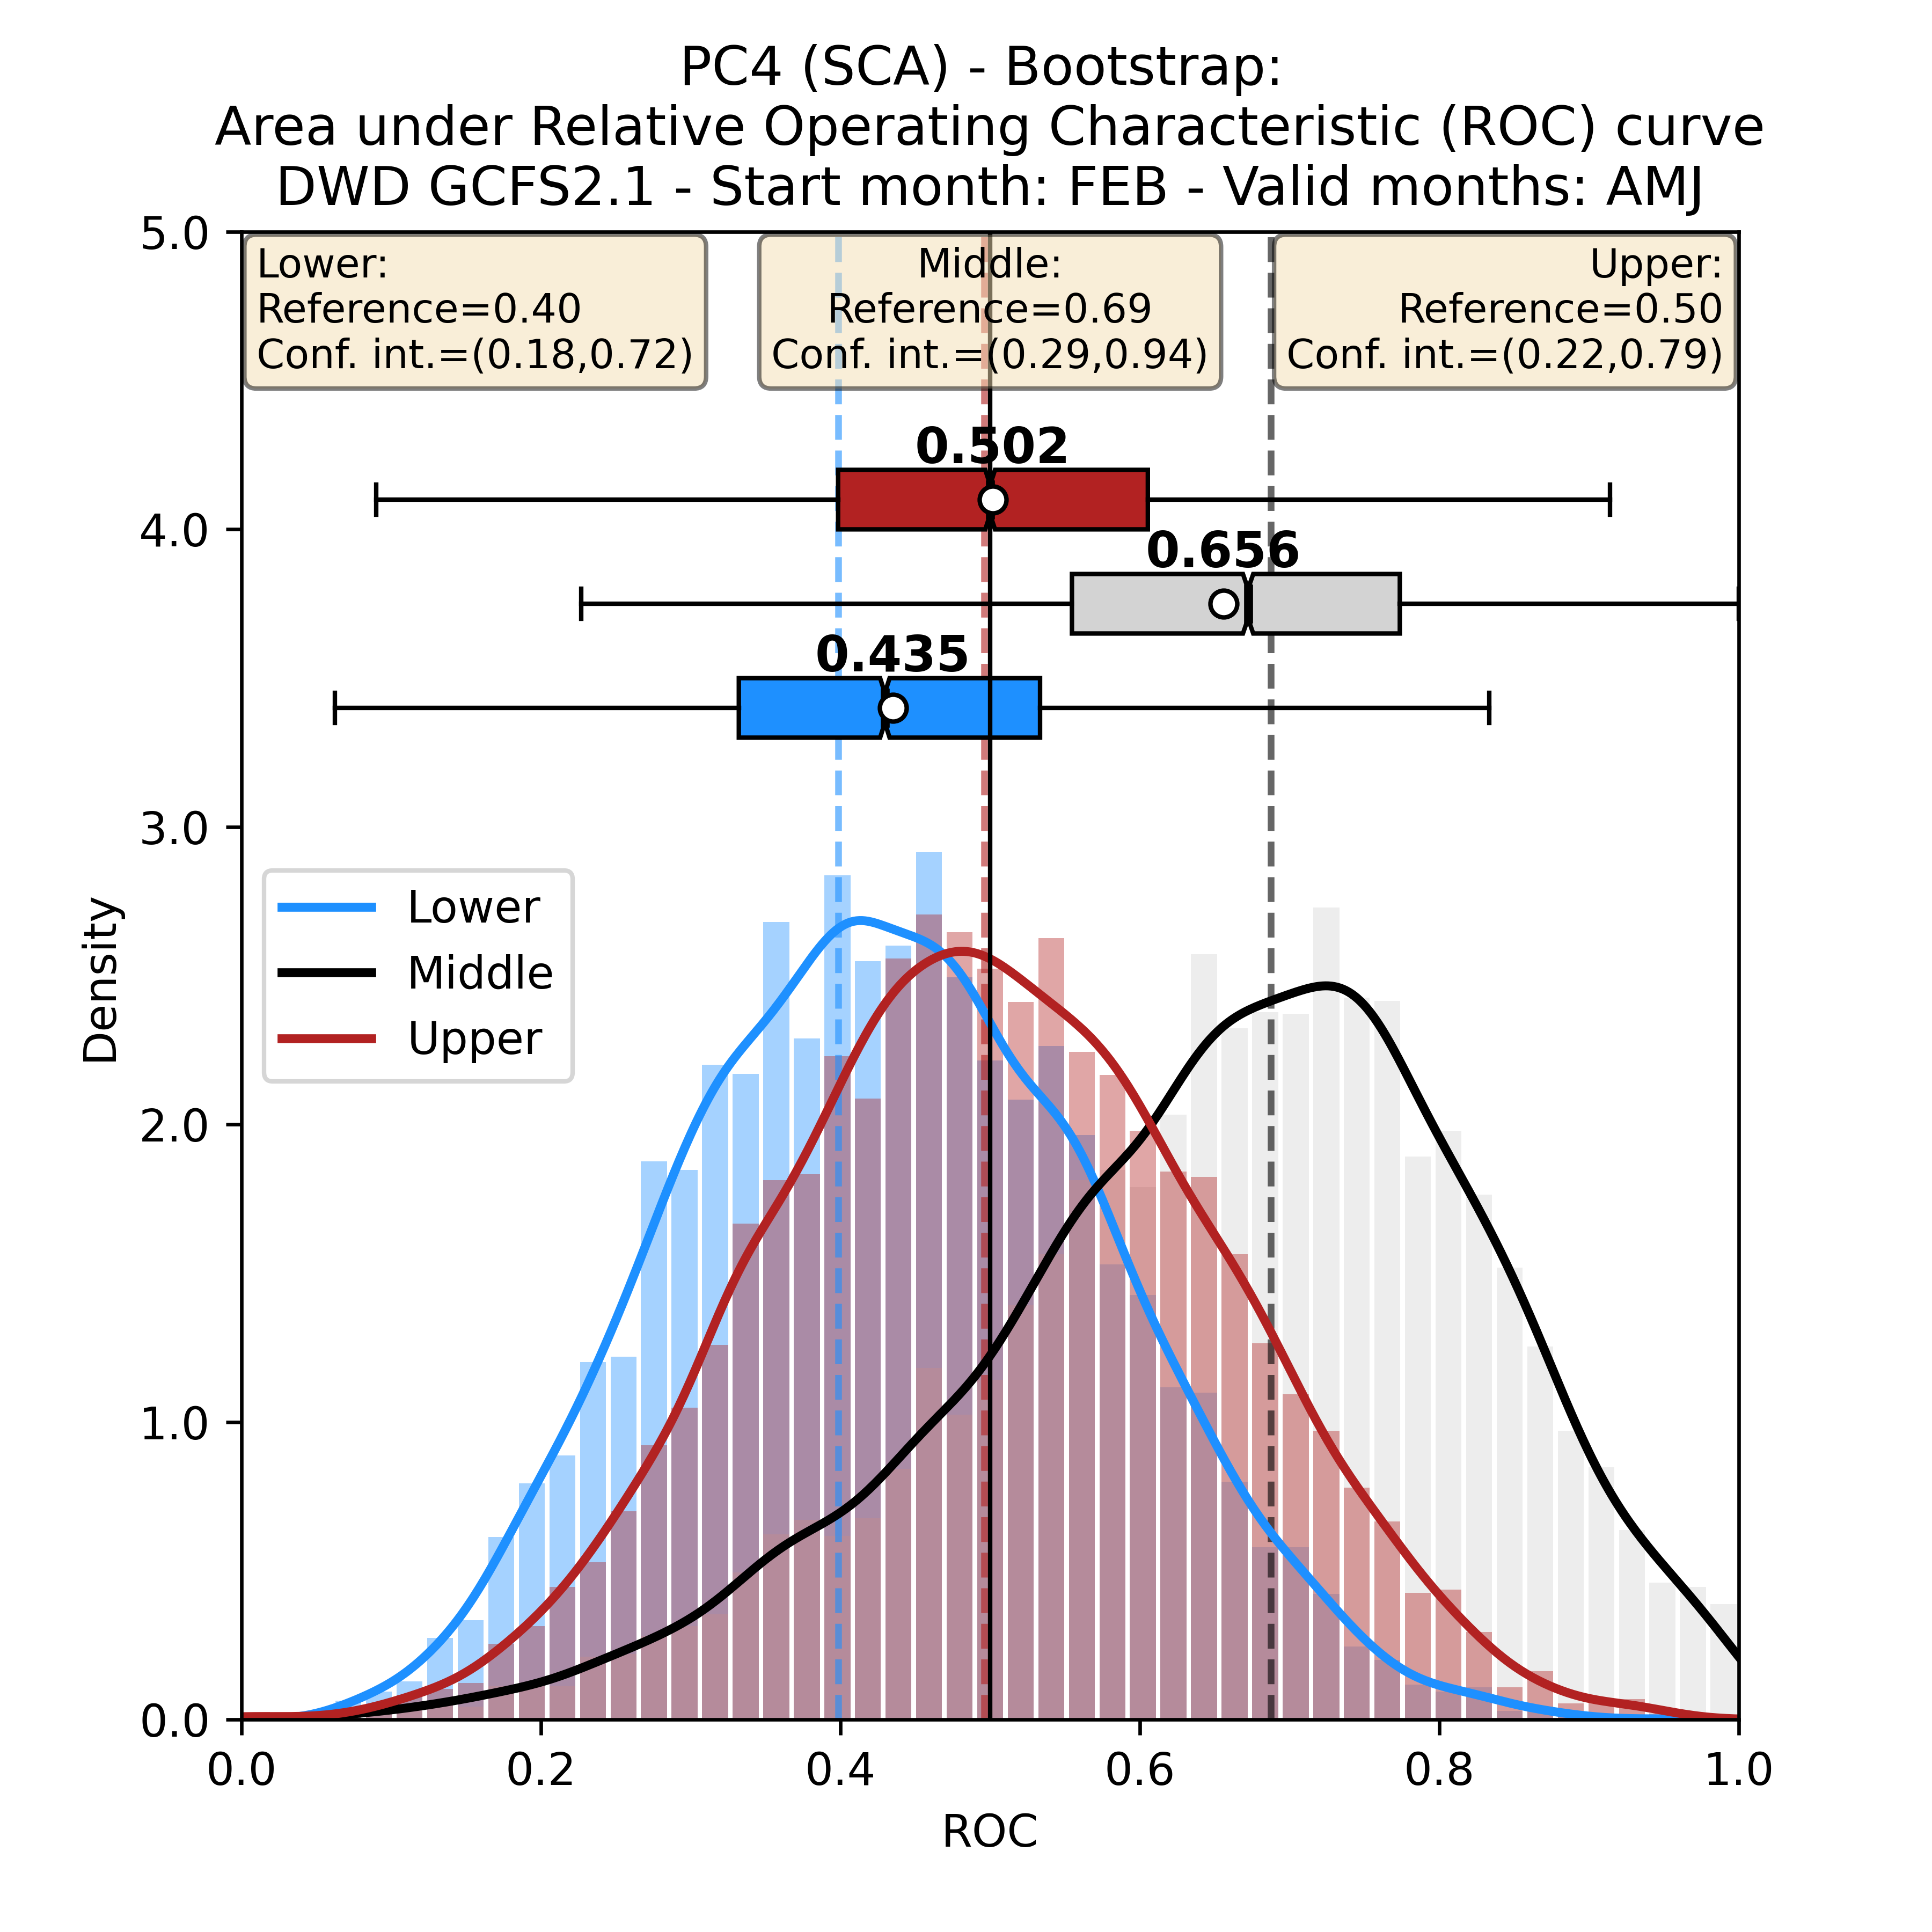 PC4 (SCA) - Bootstrap:
Area under Relative Operating Characteristic (ROC) curve
DWD GCFS2.1 - Start month: FEB - Valid months: AMJ
Lower:
Reference=0.40
Conf. int.=(0.18,0.72)
Middle:
Reference=0.69
Conf. int.=(0.29,0.94)
Upper:
Reference=0.50
Conf. int.=(0.22,0.79)
0.502
0.656
0.435
5.0
4.0
3.0
2.0
1.0
0.0
Density
Lower
Middle
Upper
0.0 0.2 0.4 0.6 0.8 1.0
ROC